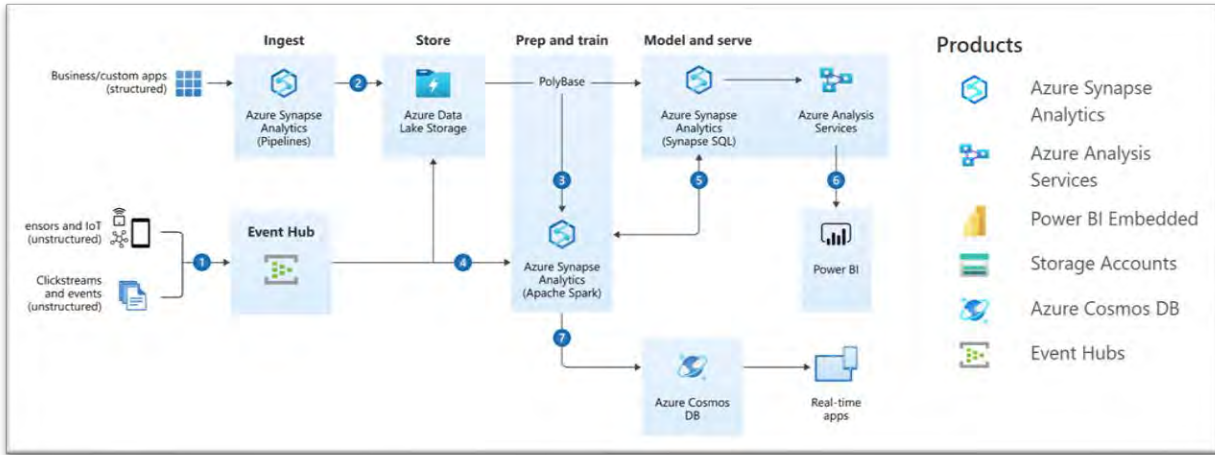 Ingest
Store
Prep and train
Model and serve
Products
Business/custom apps
(structured)
2
PolyBase
Azure Synapse
Analytics
(Pipelines)
Azure Data
Lake Storage
Azure Synapse
Analytics
(Synapse SQL)
Azure Analysis
Services
3
5
6
ensors and IoT
(unstructured)
1
Event Hub
4
Clickstreams
and events
(unstructured)
Azure Synapse
Analytics
(Apache Spark)
Power BI
7
Azure Cosmos
DB
Real-time
apps
Azure Synapse
Analytics
Azure Analysis
Services
Power BI Embedded
Storage Accounts
Azure Cosmos DB
Event Hubs